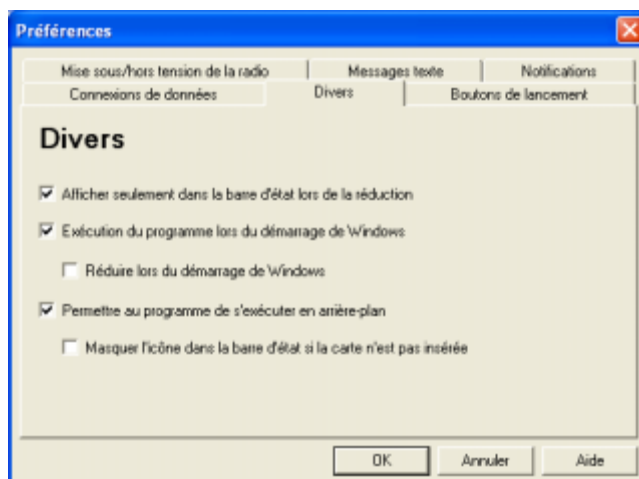 Préférences
Mise sous/hors tension de la radio Messages texte Notifications
Connexions de données Divers Boutons de lancement
Divers
Afficher seulement dans la barre d'état lors de la réduction
Exécution du programme lors du démarrage de Windows
Réduire lors du démarrage de Windows
Permettre au programme de s'exécuter en arrière-plan
Masquer l'icône dans la barre d'état si la carte n'est pas insérée
OK Annuler Aide